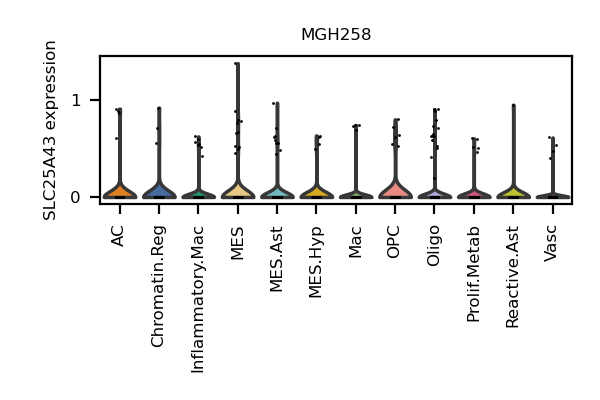 MGH258
SLC25A43 expression
1
0
AC
Chromatin.Reg
Inflammatory.Mac
MES
MES.Ast
MES.Hyp
Mac
OPC
Oligo
Prolif.Metab
Reactive.Ast
Vasc